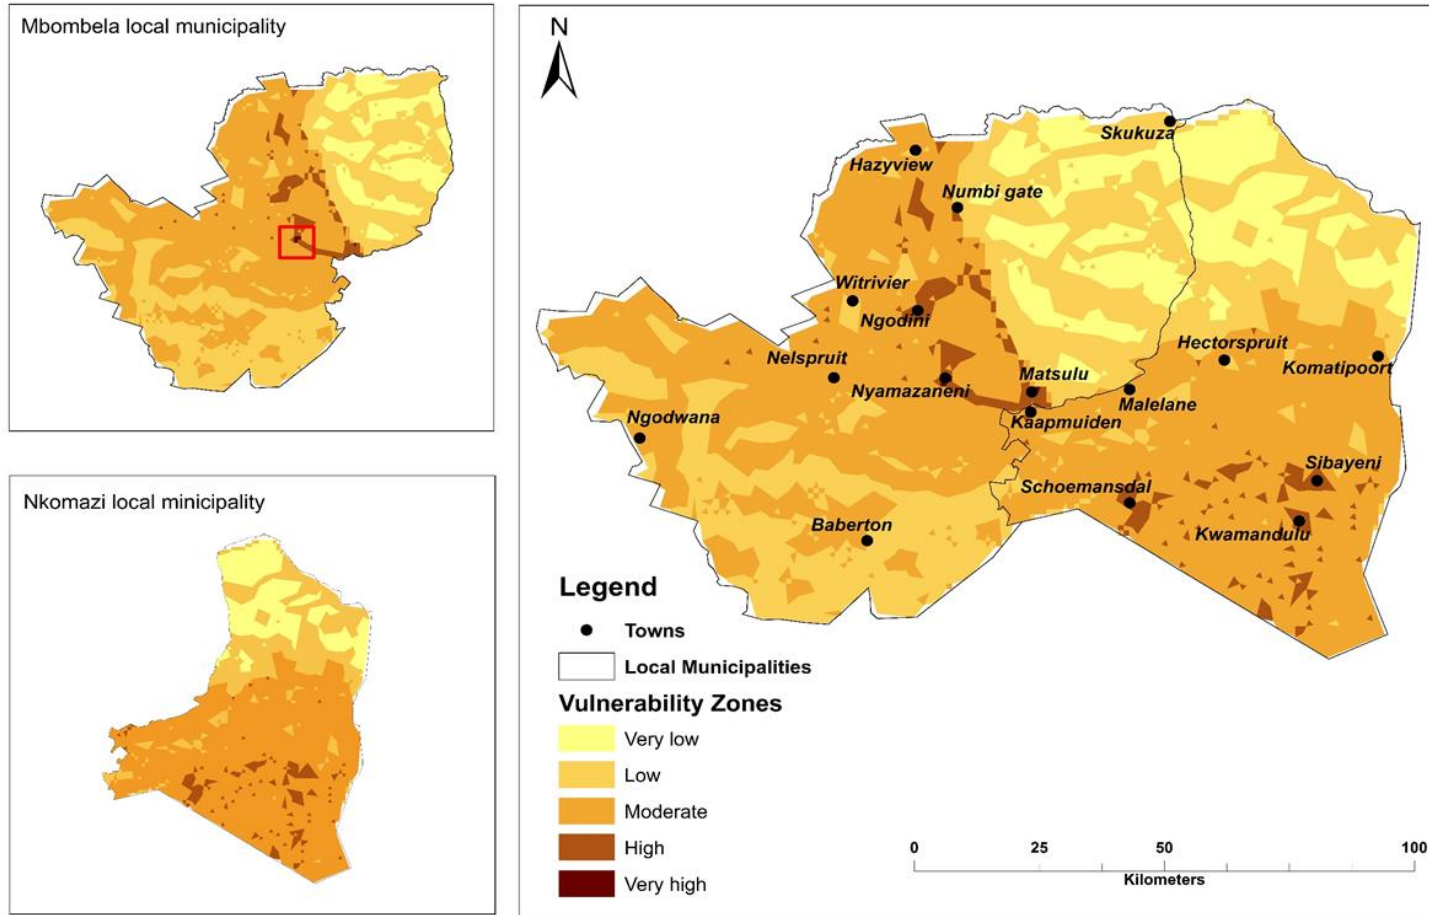 Mbombela local municipality
Nkomazi local minicipality
N
Skukuza
Hazyview
Numbi gate
Witrivier
Ngodini
Hectorspruit
Nelspruit
Komatipoort
Nyamazaneni
Matsulu
Malelane
Ngodwana
Kaapmuiden
Sibayeni
Schoemansdal
Baberton
Kwamandulu
Legend
Towns
Local Municipalities
Vulnerability Zones
Very low
Low
Moderate
High
Very high
0 25 50 100
Kilometers